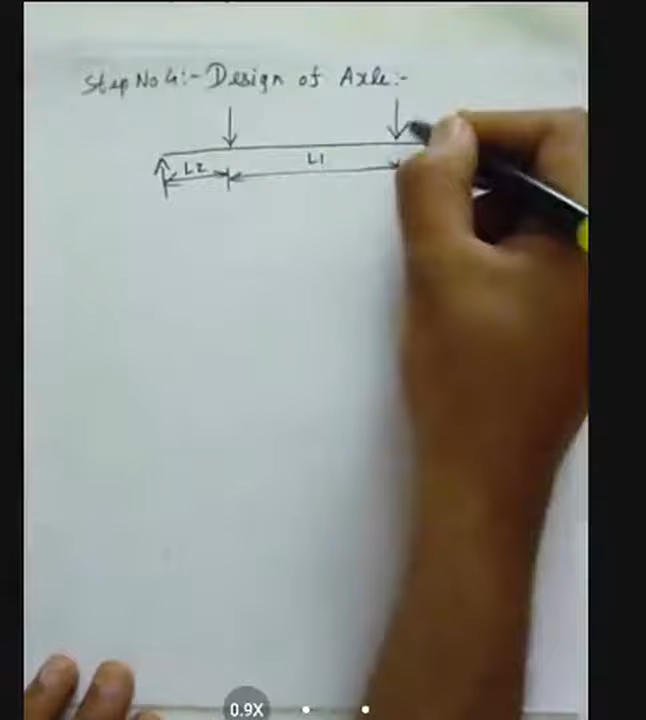 Step No 4:- Design of Axle:-
L2 L1
0.9X